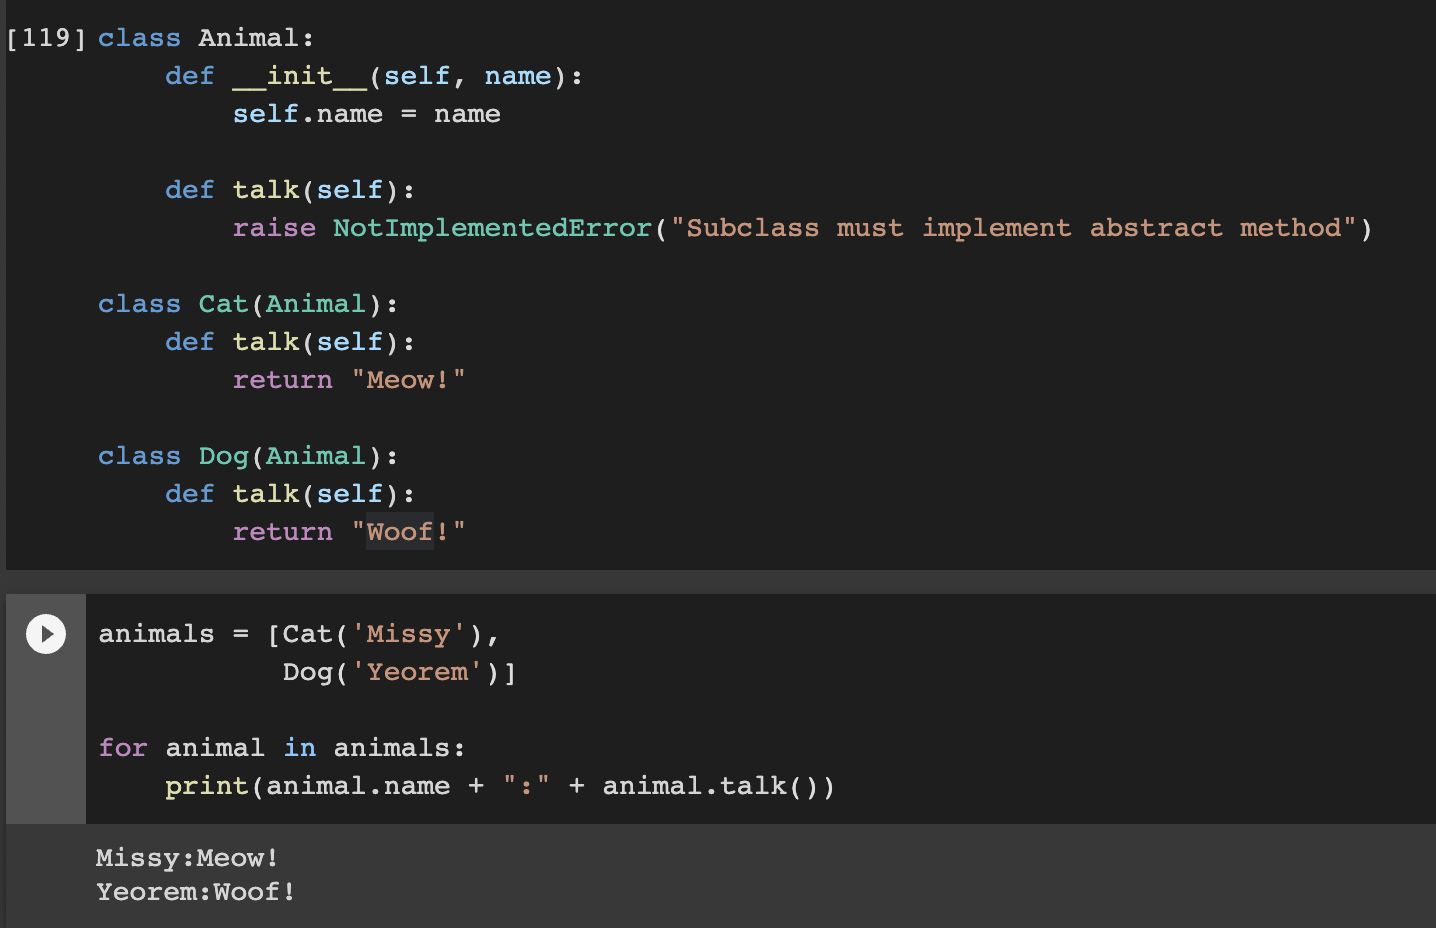 [119] class Animal:
    def __init__(self, name):
        self.name = name

    def talk(self):
        raise NotImplementedError("Subclass must implement abstract method")

class Cat(Animal):
    def talk(self):
        return "Meow!"

class Dog(Animal):
    def talk(self):
        return "Woof!"

animals = [Cat('Missy'),
           Dog('Yeorem')]

for animal in animals:
    print(animal.name + ":" + animal.talk())

Missy:Meow!
Yeorem:Woof!